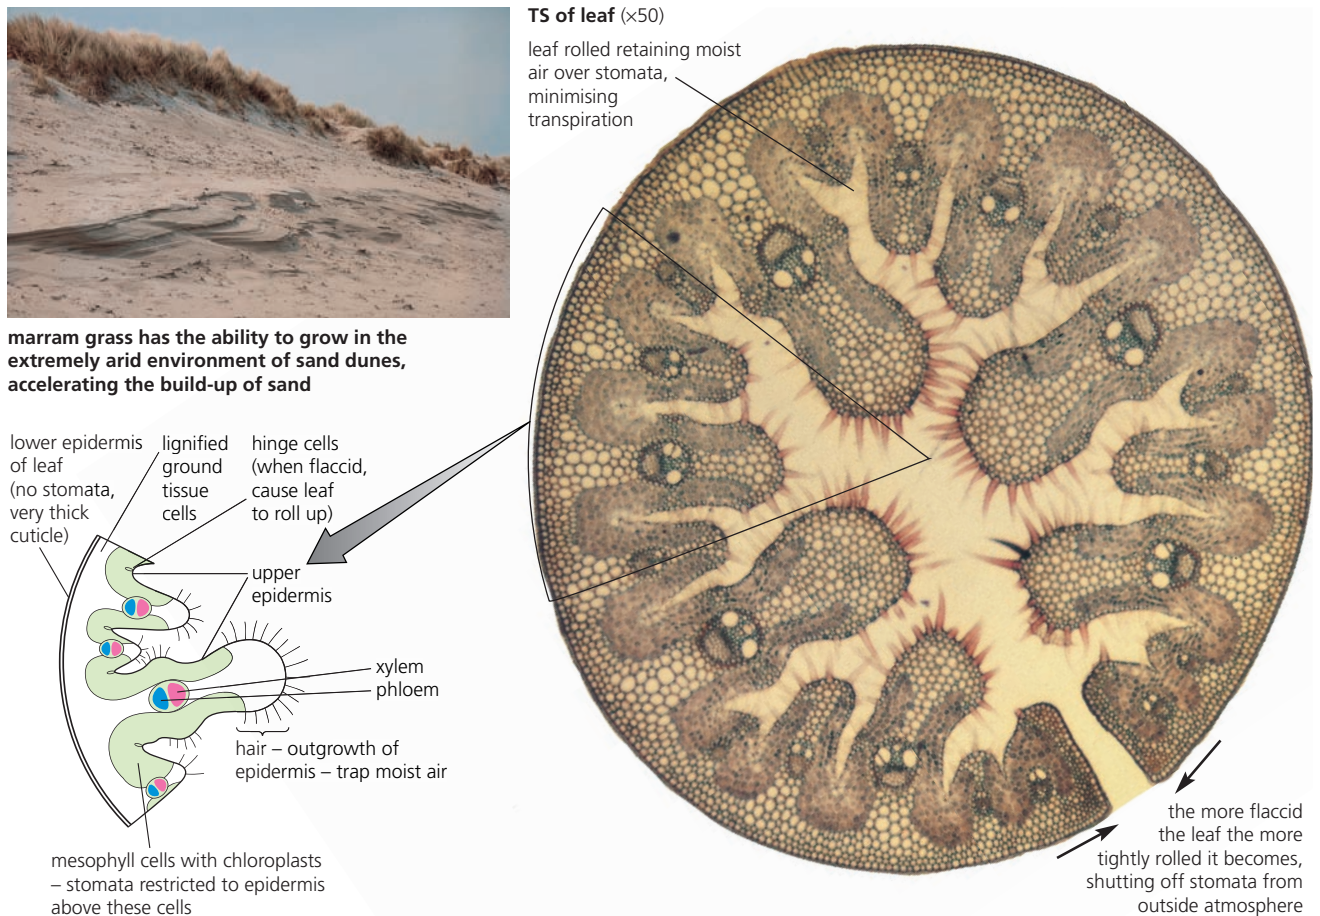 TS of leaf (×50)
leaf rolled retaining moist
air over stomata,
minimising
transpiration
marram grass has the ability to grow in the
extremely arid environment of sand dunes,
accelerating the build-up of sand
lower epidermis
of leaf
(no stomata,
very thick
cuticle)
lignified
ground
tissue
cells
hinge cells
(when flaccid,
cause leaf
to roll up)
upper
epidermis
xylem
phloem
hair – outgrowth of
epidermis – trap moist air
mesophyll cells with chloroplasts
– stomata restricted to epidermis
above these cells
the more flaccid
the leaf the more
tightly rolled it becomes,
shutting off stomata from
outside atmosphere